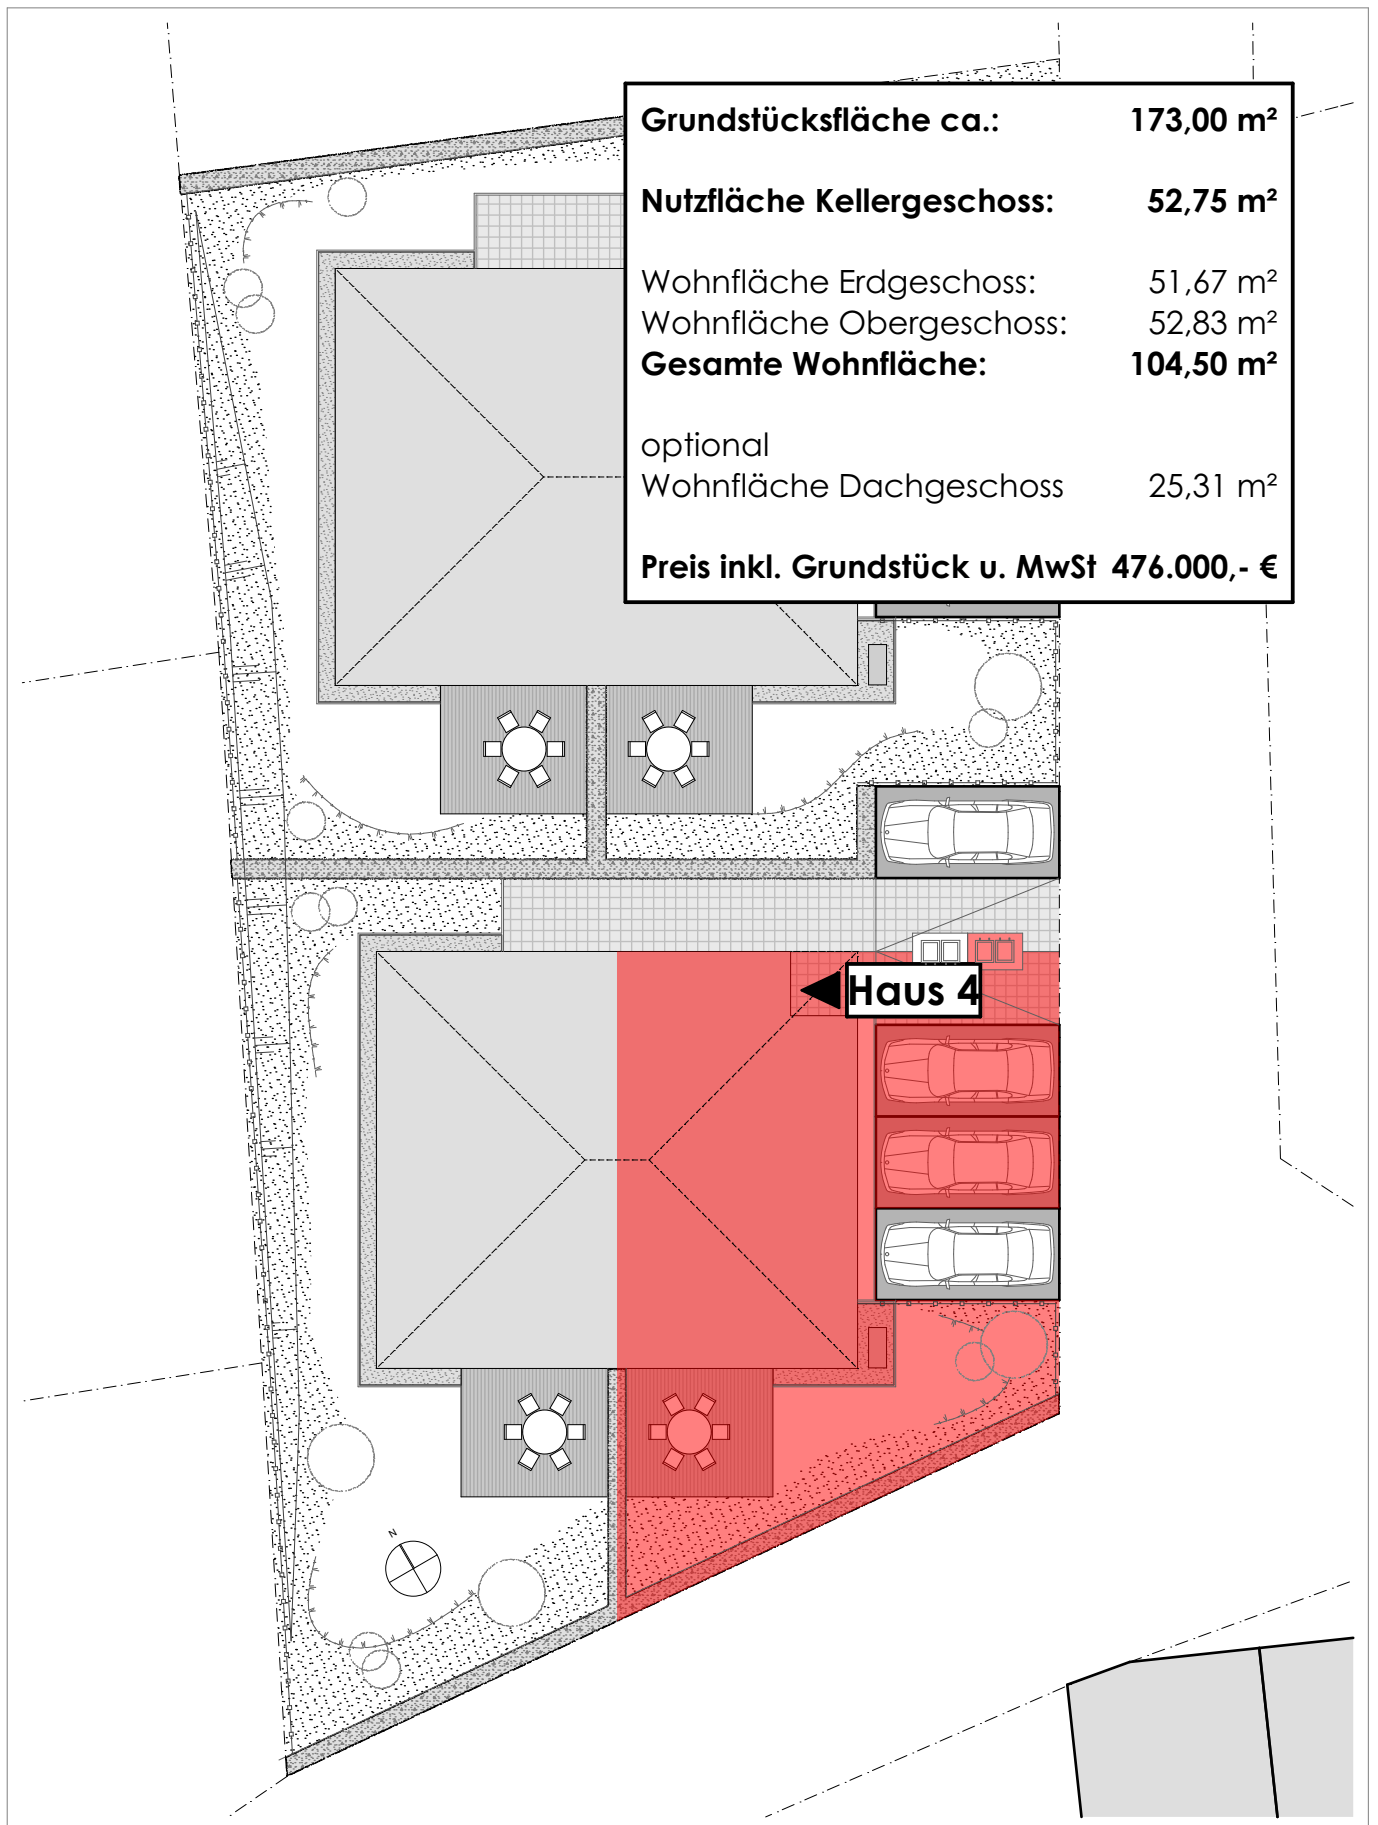 Grundstücksfläche ca.: 173,00 m²
Nutzfläche Kellergeschoss: 52,75 m²
Wohnfläche Erdgeschoss: 51,67 m²
Wohnfläche Obergeschoss: 52,83 m²
Gesamte Wohnfläche: 104,50 m²
optional
Wohnfläche Dachgeschoss 25,31 m²
Preis inkl. Grundstück u. MwSt 476.000,- €
Haus 4
N